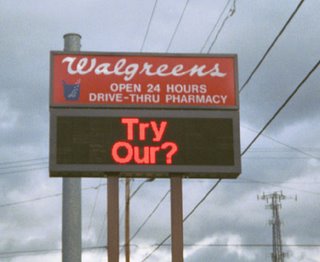 Walgreens
OPEN 24 HOURS
DRIVE-THRU PHARMACY
Try
Our?